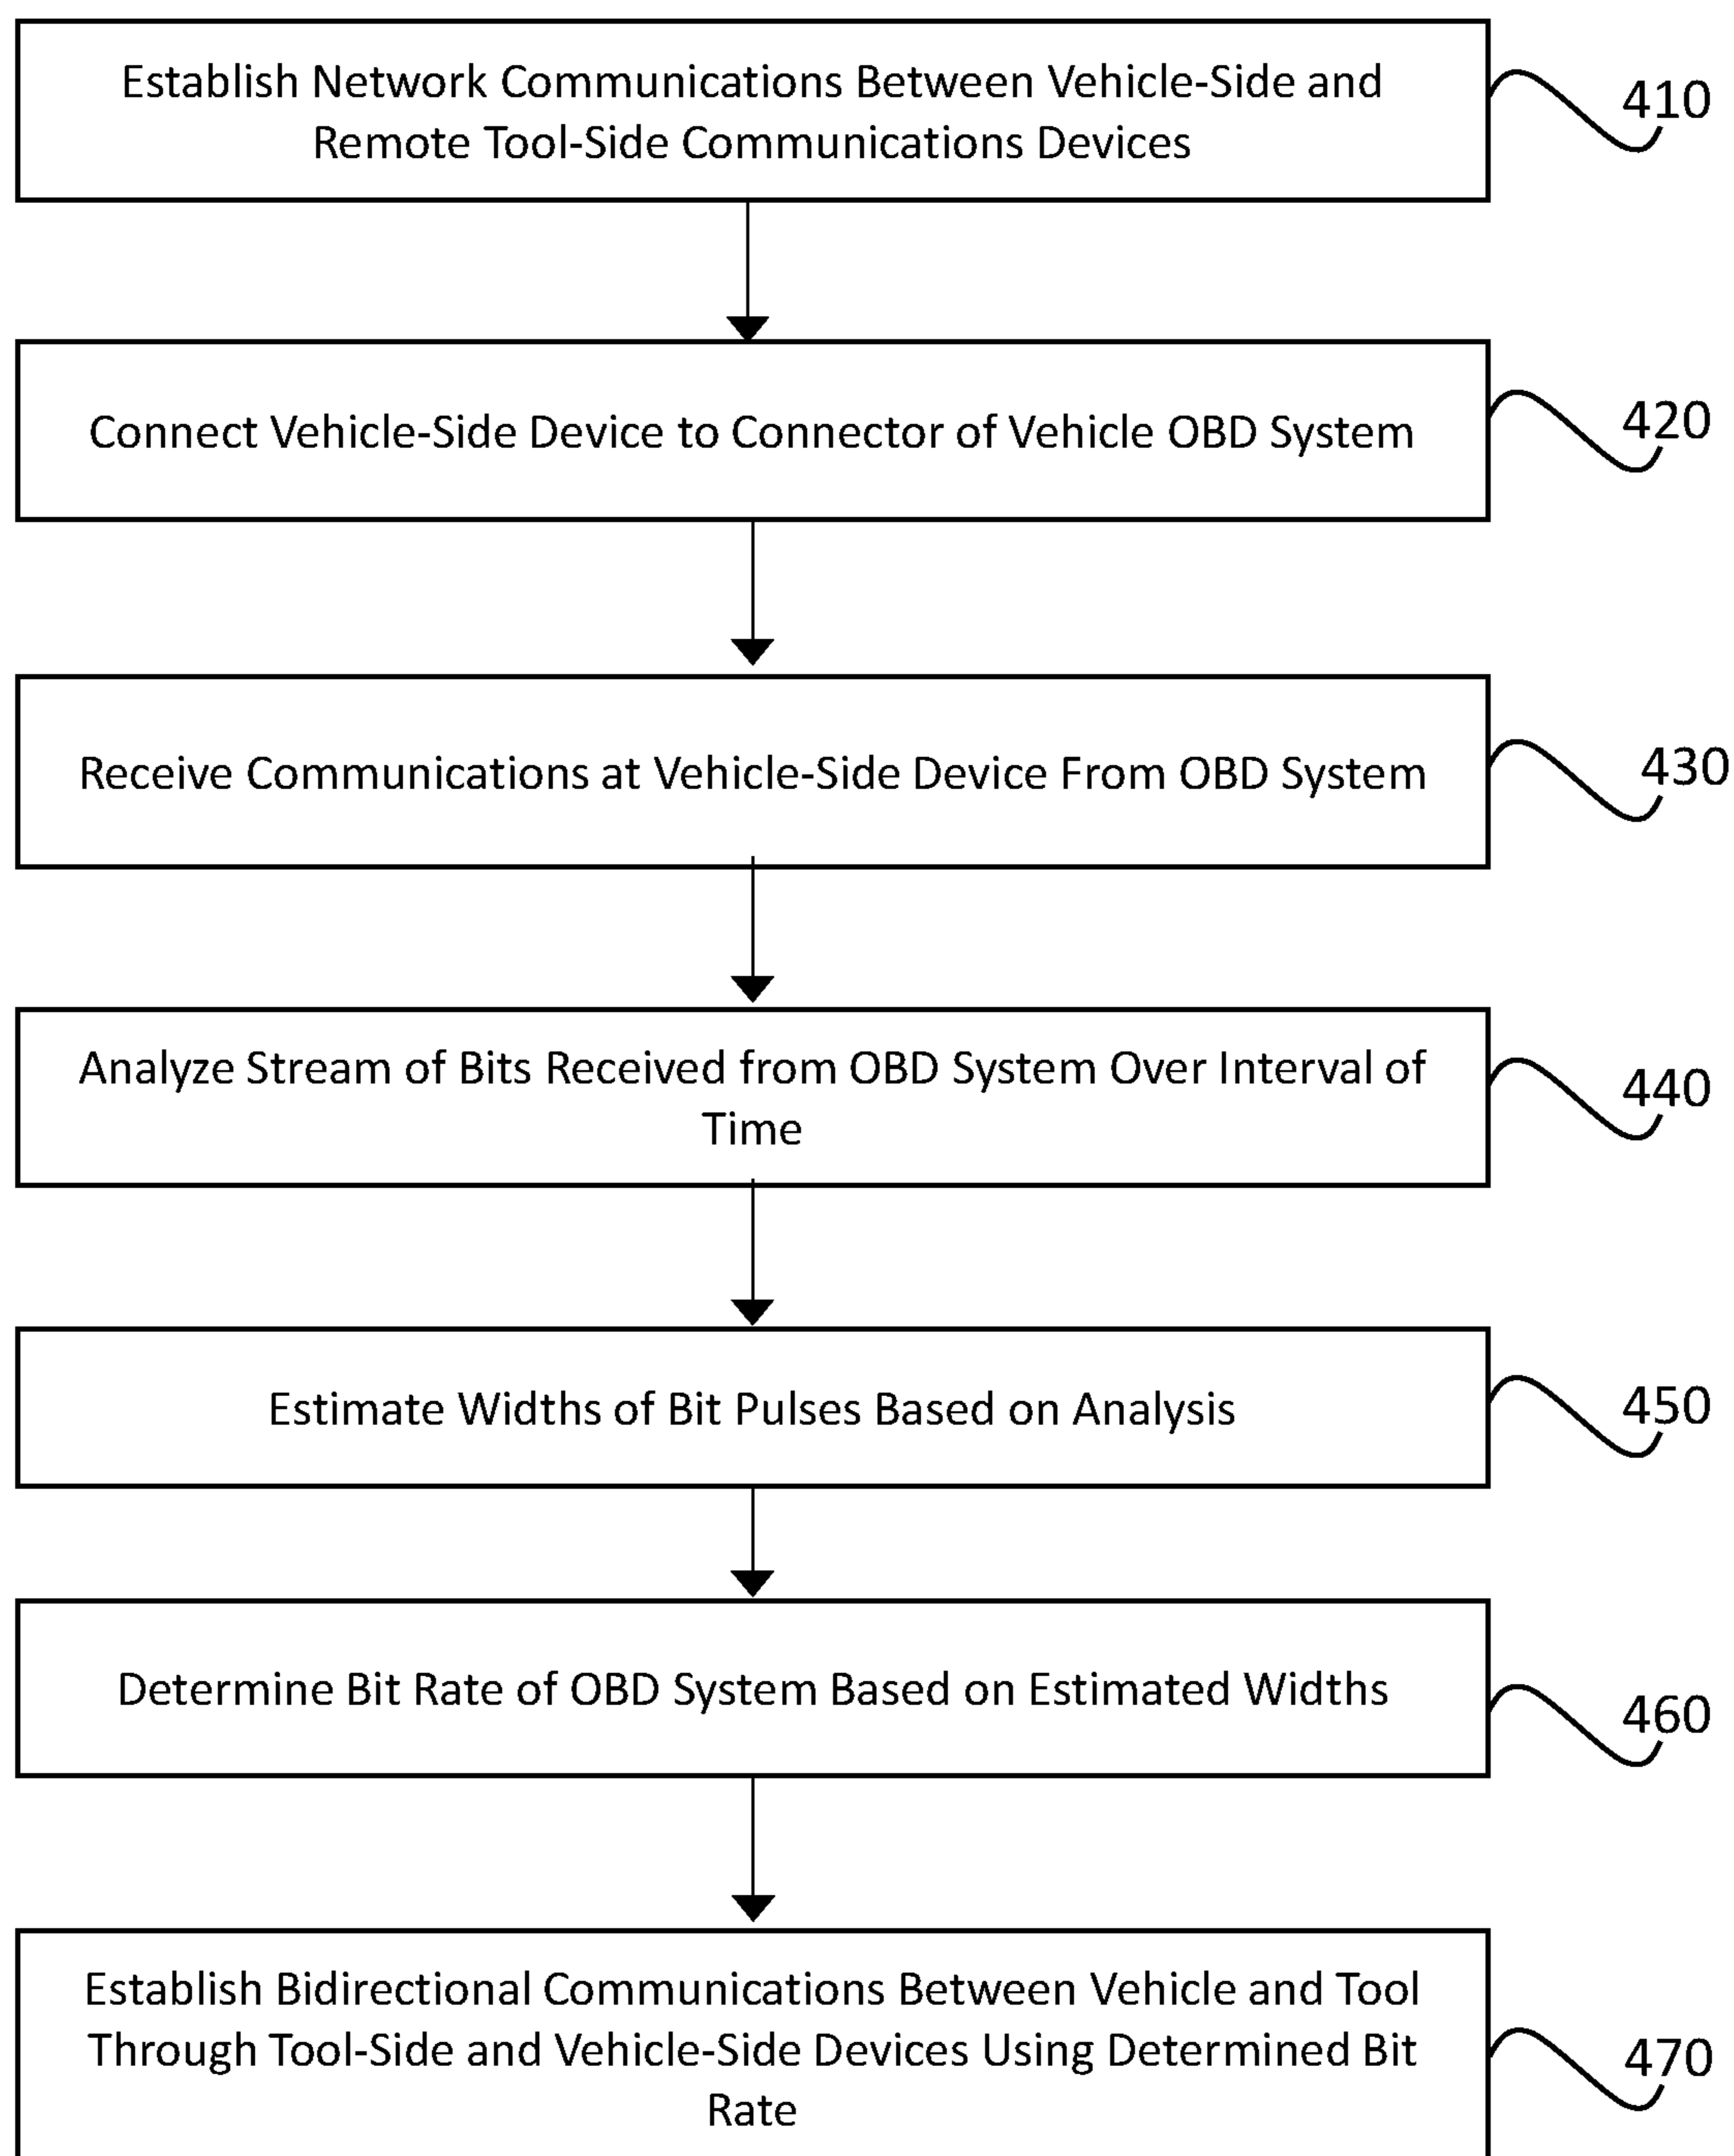 Establish Network Communications Between Vehicle-Side and
Remote Tool-Side Communications Devices
410
Connect Vehicle-Side Device to Connector of Vehicle OBD System
420
Receive Communications at Vehicle-Side Device From OBD System
430
Analyze Stream of Bits Received from OBD System Over Interval of
Time
440
Estimate Widths of Bit Pulses Based on Analysis
450
Determine Bit Rate of OBD System Based on Estimated Widths
460
Establish Bidirectional Communications Between Vehicle and Tool
Through Tool-Side and Vehicle-Side Devices Using Determined Bit
Rate
470